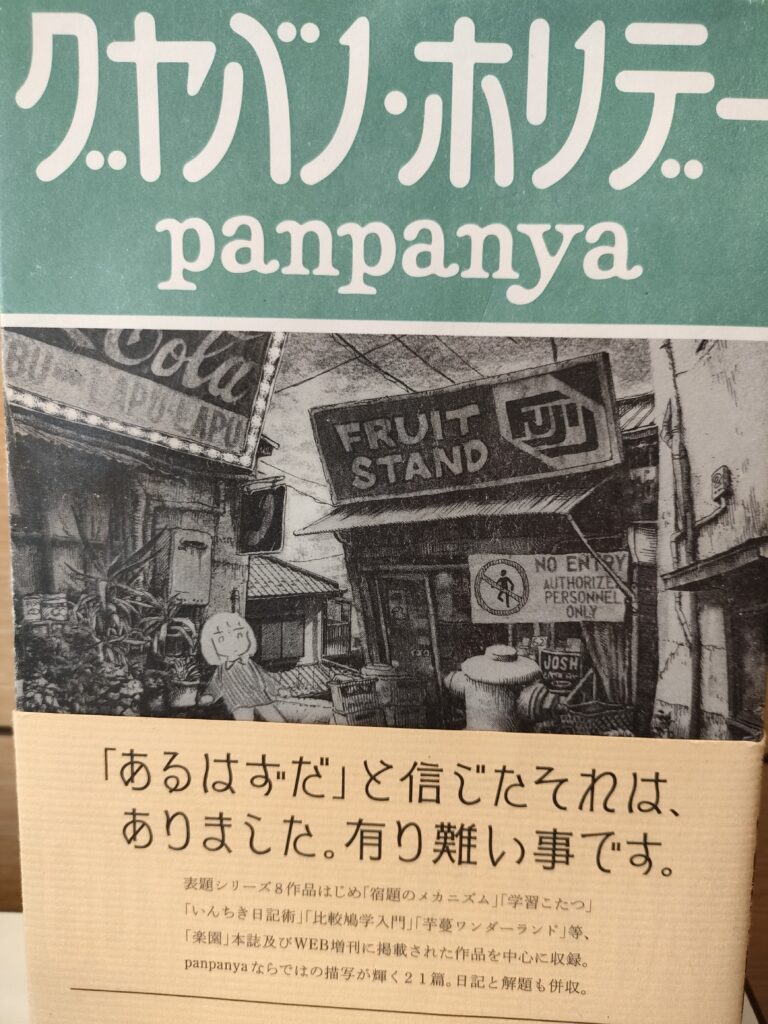 グヤバノ・ホリデー
panpanya
Cola
LAPU-LAPU
FRUIT
STAND
NO ENTRY
AUTHORIZED
PERSONNEL
ONLY
JOSH
「あるはずだ」と信じたそれは、
ありました。有り難い事です。
表題シリーズ8作品はじめ「宿題のメカニズム」「学習こたつ」
「いんちき日記術」「比較鳩学入門」「芋蔓ワンダーランド」等、
「楽園」本誌及びWEB増刊に掲載された作品を中心に収録。
panpanyaならではの描写が輝く21篇。日記と解題も併収。